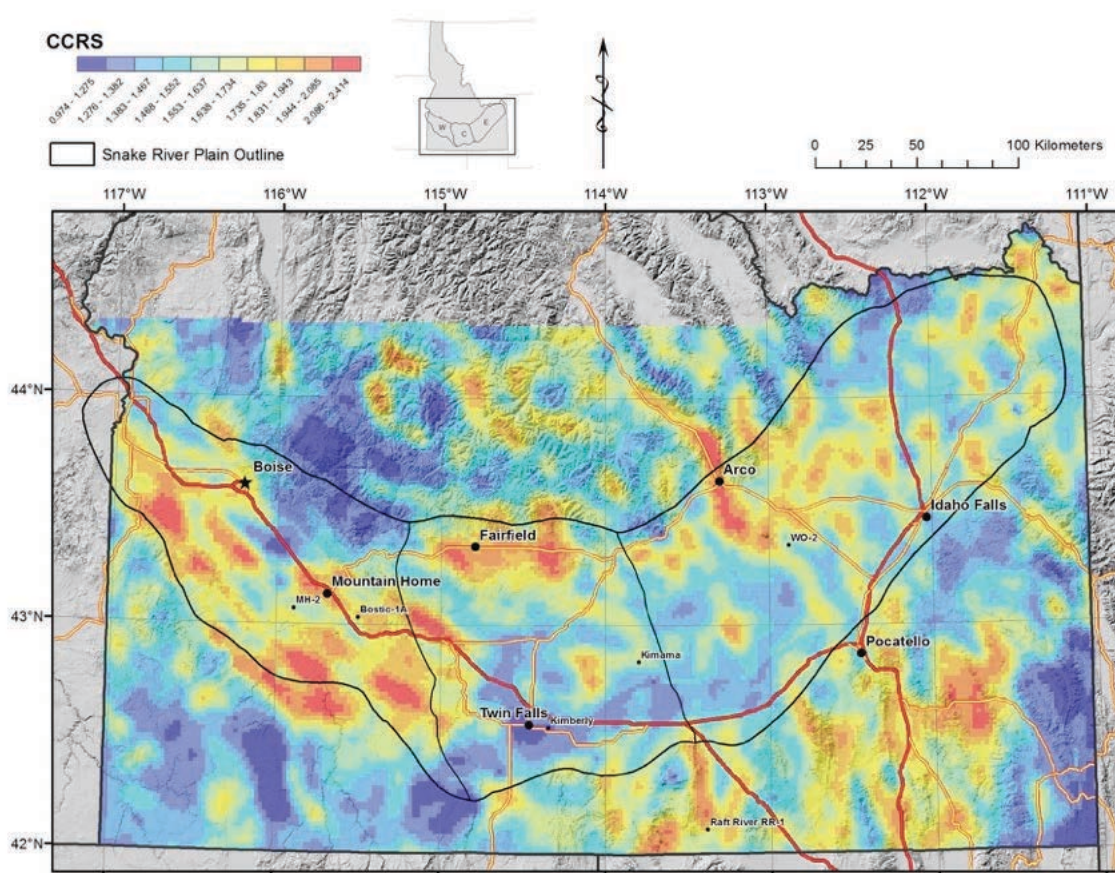 CCRS
0.974 - 1.275
1.276 - 1.382
1.383 - 1.467
1.468 - 1.552
1.553 - 1.637
1.638 - 1.734
1.735 - 1.83
1.831 - 1.943
1.944 - 2.085
2.086 - 2.414
Snake River Plain Outline
W
C
E
0 25 50 100 Kilometers
117°W 116°W 115°W 114°W 113°W 112°W 111°W
44°N
Boise
Arco
Idaho Falls
Fairfield
WO-2
Mountain Home
MH-2
Bostic-1A
43°N
Kimama
Pocatello
Twin Falls
Kimberly
Raft River RR-1
42°N